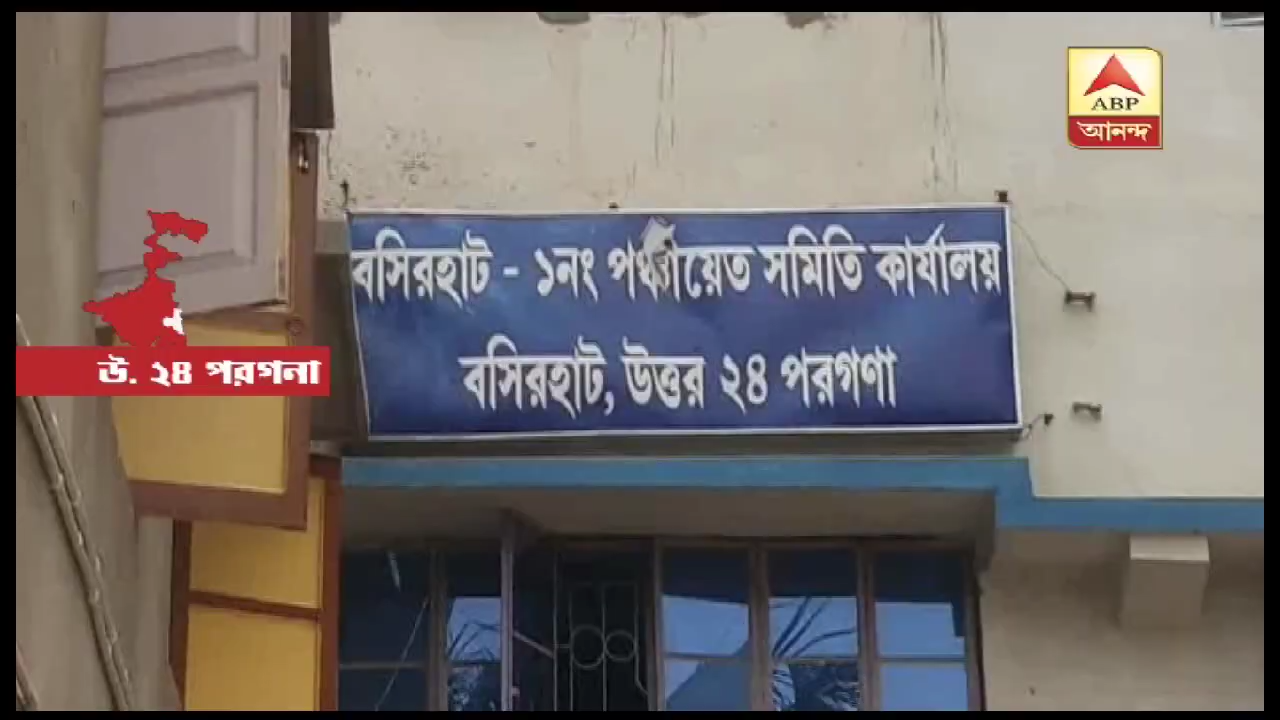 ABP
আনন্দ
বসিরহাট - ১নং পঞ্চায়েত সমিতি কার্যালয়
বসিরহাট, উত্তর ২৪ পরগণা
উ. ২৪ পরগনা